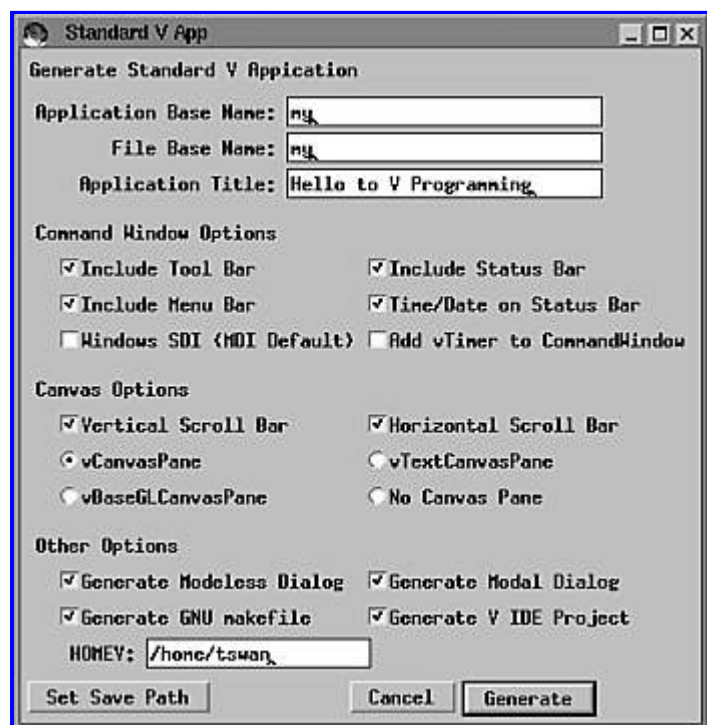 Standard V App
Generate Standard V Appication
Application Base Name: my
File Base Name: my
Application Title: Hello to V Programming
Command Window Options
Include Tool Bar Include Status Bar
Include Menu Bar Time/Date on Status Bar
Windows SDI (MDI Default) Add vTimer to CommandWindow
Canvas Options
Vertical Scroll Bar Horizontal Scroll Bar
vCanvasPane vTextCanvasPane
vBaseGLCanvasPane No Canvas Pane
Other Options
Generate Modeless Dialog Generate Modal Dialog
Generate GNU makefile Generate V IDE Project
HOMEV: /home/tswan
Set Save Path Cancel Generate